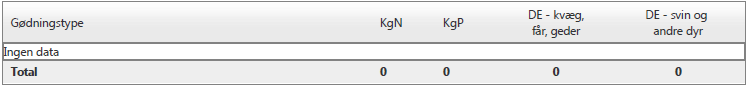 Gødningstype KgN KgP DE - kvæg, får, geder DE - svin og andre dyr
Ingen data
Total 0 0 0 0